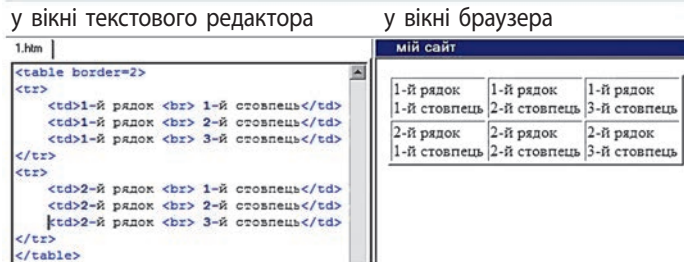 у вікні текстового редактора
у вікні браузера
1.htm
<table border=2>
<tr>
<td>1-й рядок <br> 1-й стовпець</td>
<td>1-й рядок <br> 2-й стовпець</td>
<td>1-й рядок <br> 3-й стовпець</td>
</tr>
<tr>
<td>2-й рядок <br> 1-й стовпець</td>
<td>2-й рядок <br> 2-й стовпець</td>
<td>2-й рядок <br> 3-й стовпець</td>
</tr>
</table>
мій сайт
1-й рядок 1-й рядок 1-й рядок
1-й стовпець 2-й стовпець 3-й стовпець
2-й рядок 2-й рядок 2-й рядок
1-й стовпець 2-й стовпець 3-й стовпець